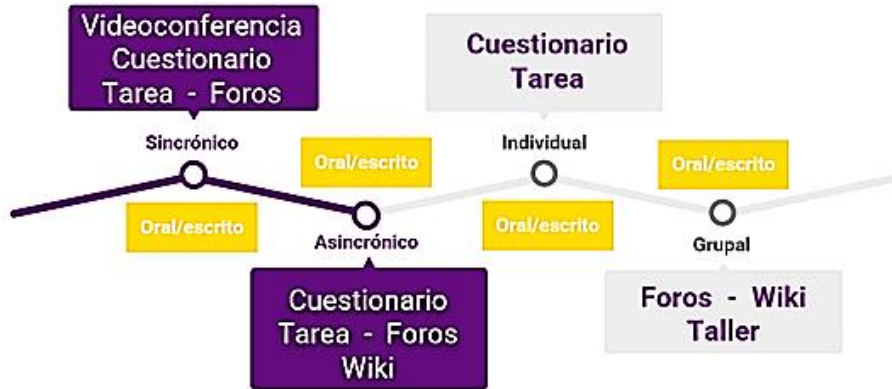 Videoconferencia
Cuestionario
Tarea - Foros
Sincrónico
Oral/escrito
Oral/escrito
Asincrónico
Cuestionario
Tarea - Foros
Wiki
Cuestionario
Tarea
Individual
Oral/escrito
Oral/escrito
Grupal
Foros - Wiki
Taller